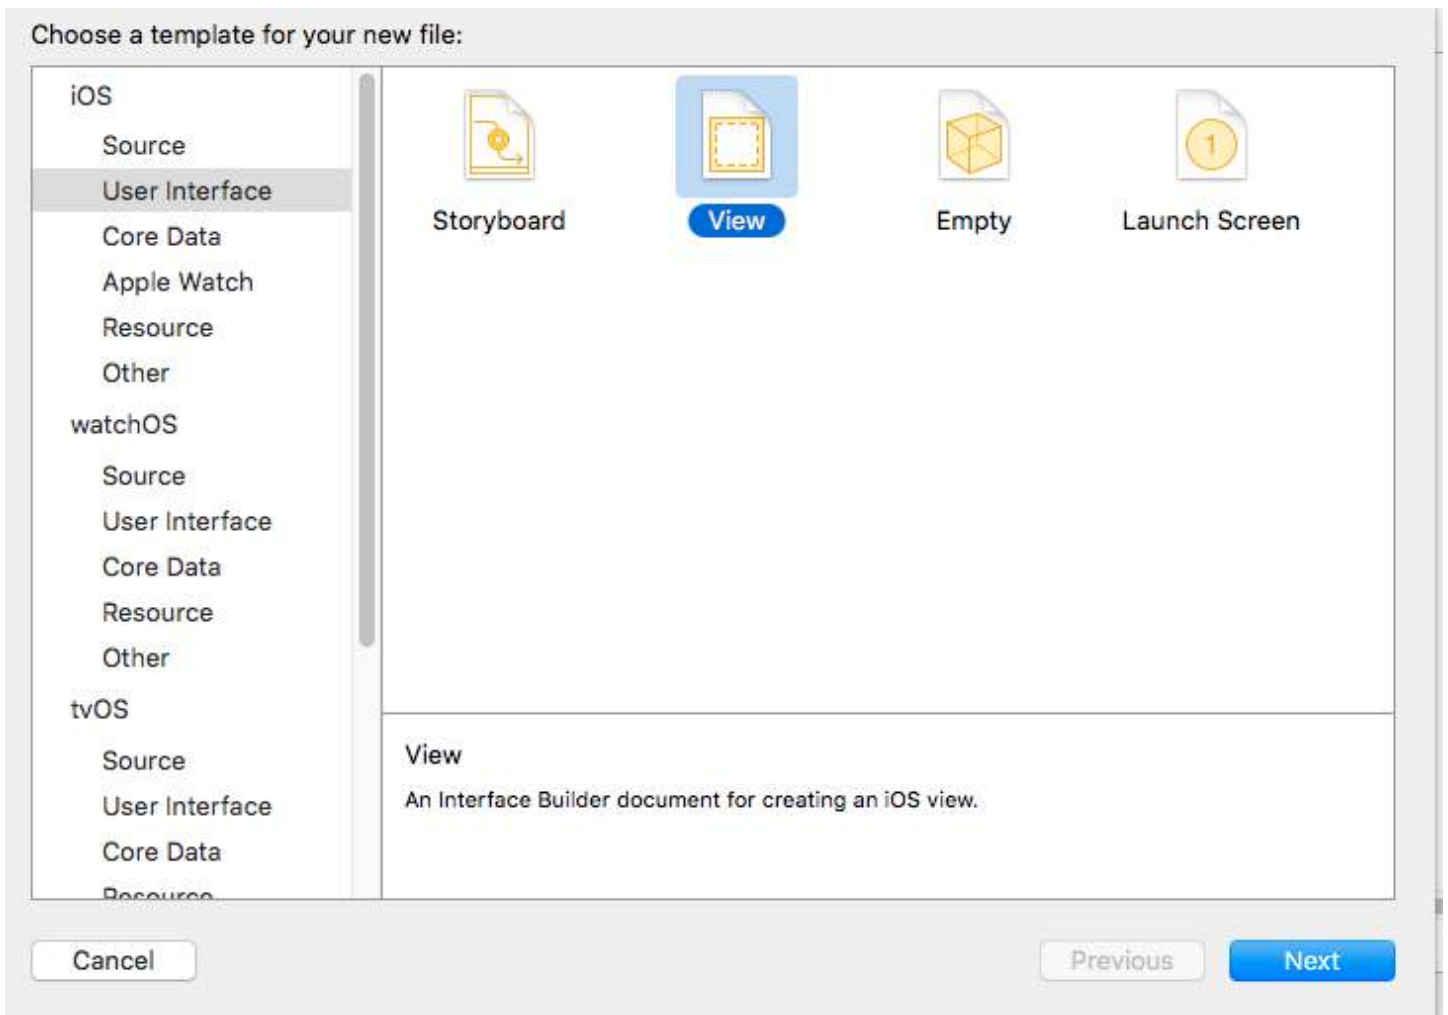 Choose a template for your new file:
iOS
Source
User Interface
Core Data
Apple Watch
Resource
Other
watchOS
Source
User Interface
Core Data
Resource
Other
tvOS
Source
User Interface
Core Data
Resource
Storyboard
View
Empty
1
Launch Screen
View
An Interface Builder document for creating an iOS view.
Cancel
Previous
Next